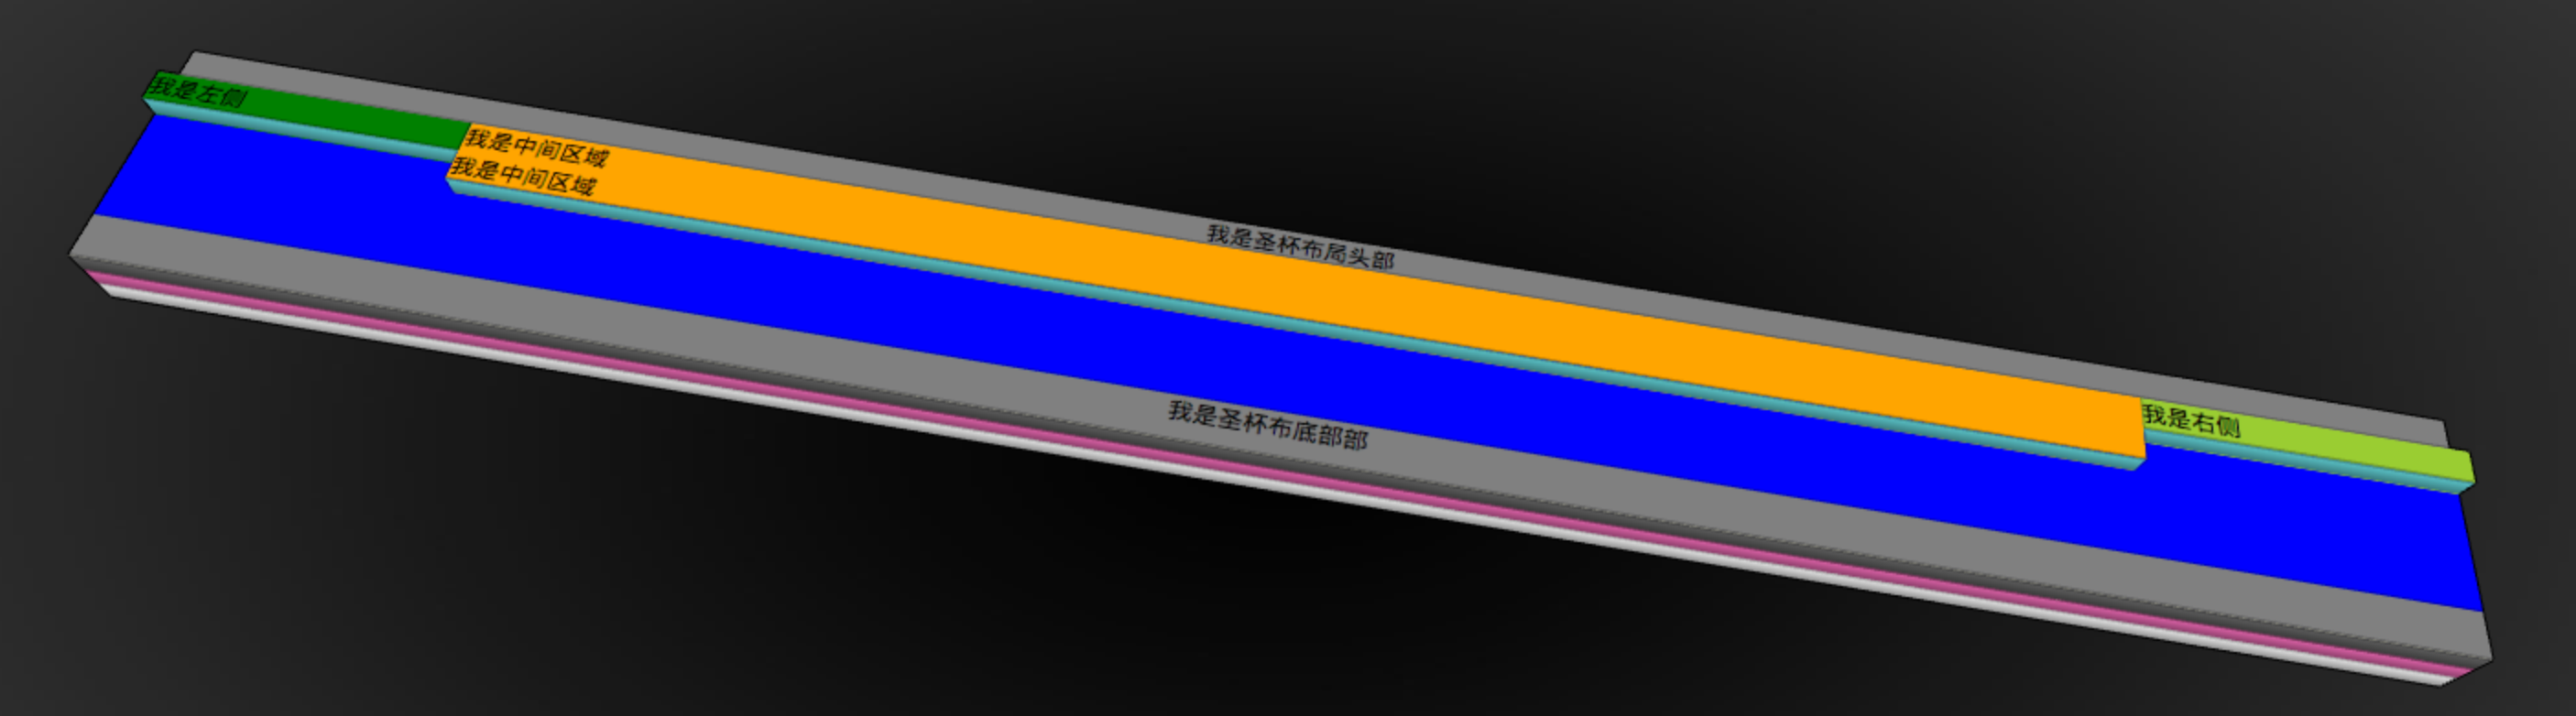 我是圣杯布局头部
我是左侧
我是中间区域
我是中间区域
我是右侧
我是圣杯布底部部